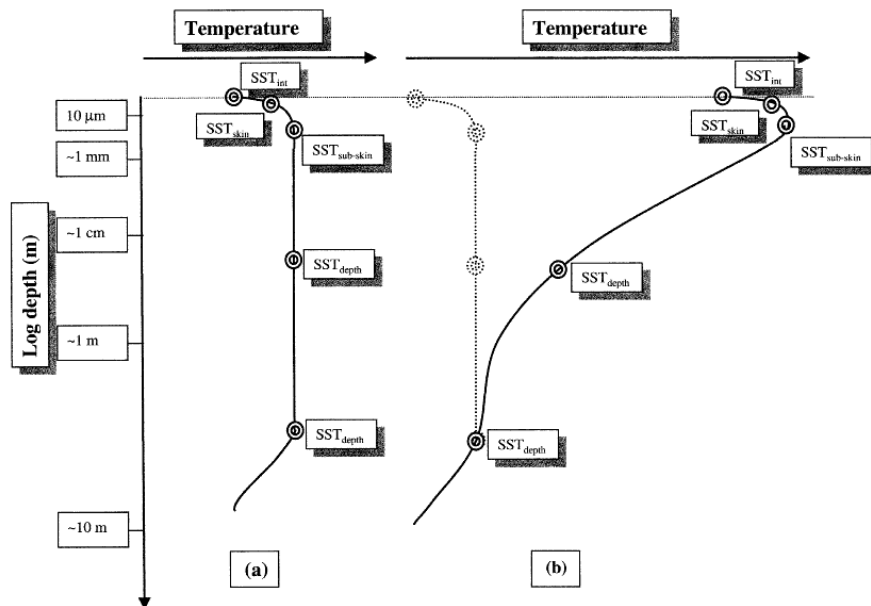 Temperature
Temperature
SST_int
SST_int
10 μm
SST_skin
SST_skin
~1 mm
SST_sub-skin
SST_sub-skin
~1 cm
SST_depth
SST_depth
Log depth (m)
~1 m
SST_depth
SST_depth
~10 m
(a)
(b)